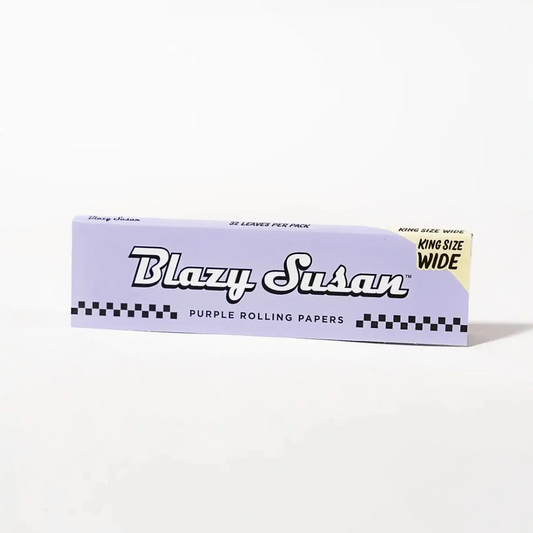 Blazy Susan
32 LEAVES PER PACK
KING SIZE WIDE
KING SIZE
WIDE
Blazy Susan™
PURPLE ROLLING PAPERS